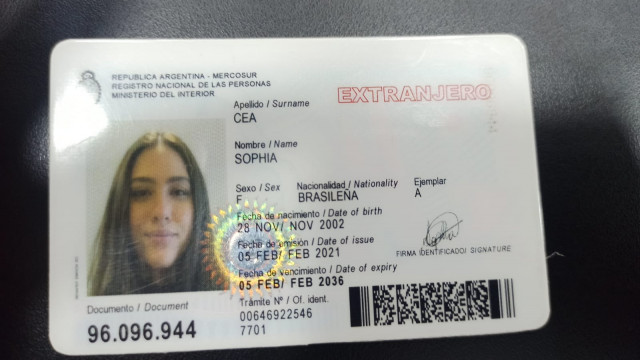 REPUBLICA ARGENTINA - MERCOSUR
REGISTRO NACIONAL DE LAS PERSONAS
MINISTERIO DEL INTERIOR
EXTRANJERO
Apellido / Surname
CEA
Nombre / Name
SOPHIA
Sexo / Sex Nacionalidad / Nationality Ejemplar
F BRASILEÑA A
Fecha de nacimiento / Date of birth
28 NOV/ NOV 2002
Fecha de emisión / Date of issue
05 FEB/ FEB 2021
FIRMA IDENTIFICADO/ SIGNATURE
Fecha de vencimiento / Date of expiry
05 FEB/ FEB 2036
Documento / Document
96.096.944
Trámite Nº / Of. ident.
00646922546
7701